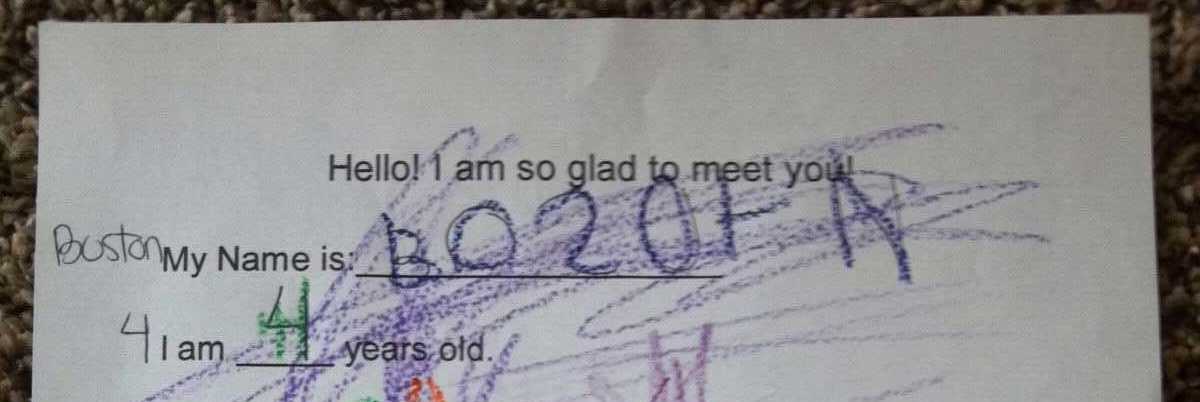 Hello! I am so glad to meet you!
Boston My Name is: BO2OFN
4 I am 4 years old.